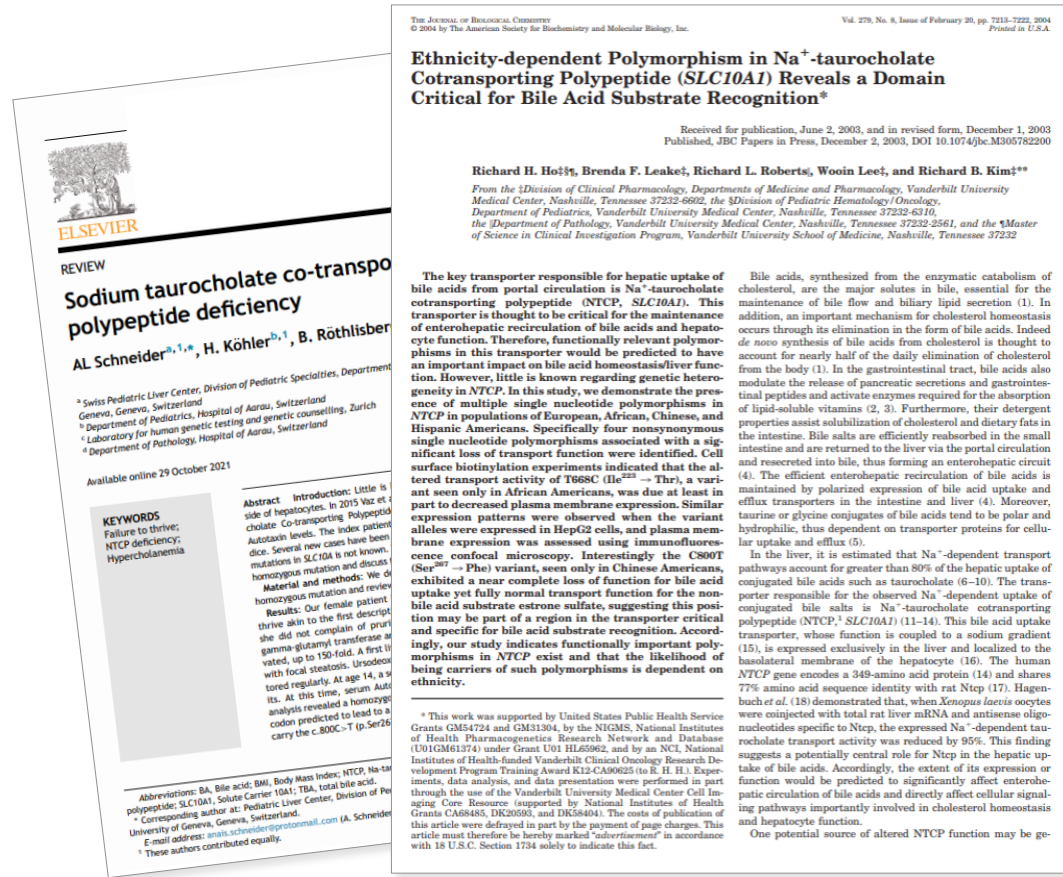 ELSEVIER
REVIEW
Sodium taurocholate co-transpo
polypeptide deficiency
AL Schneider a,1,*, H. Köhler b,1, B. Röthlisber
a Swiss Pediatric Liver Center, Division of Pediatric Specialties, Department
Geneva, Geneva, Switzerland
b Department of Pediatrics, Hospital of Aarau, Switzerland
c Laboratory for human genetic testing and genetic counselling, Zurich
d Department of Pathology, Hospital of Aarau, Switzerland
Available online 29 October 2021
KEYWORDS
Failure to thrive;
NTCP deficiency;
Hypercholanemia
Abstract Introduction: Little is
side of hepatocytes. In 2015 Vaz et a
cholate Co-transporting Polypeptid
Autotaxin levels. The index patient
dice. Several new cases have been
mutations in SLC10A is not known.
homozygous mutation and discuss
Material and methods: We de
homozygous mutation and review
Results: Our female patient
thrive akin to the first descript
she did not complain of pruri
gamma-glutamyl transferase an
vated, up to 150-fold. A first li
with focal steatosis. Ursodeox
tored regularly. At age 14, a s
its. At this time, serum Auto
analysis revealed a homozygo
codon predicted to lead to a
carry the c.800C>T (p.Ser26
Abbreviations: BA, Bile acid; BMI, Body Mass Index; NTCP, Na-tau
polypeptide; SLC10A1, Solute Carrier 10A1; TBA, total bile acid.
* Corresponding author at: Pediatric Liver Center, Division of Pe
University of Geneva, Geneva, Switzerland.
E-mail address: anais.schneider@protonmail.com (A. Schneider
1 These authors contributed equally.
THE JOURNAL OF BIOLOGICAL CHEMISTRY
© 2004 by The American Society for Biochemistry and Molecular Biology, Inc.
Vol. 279, No. 8, Issue of February 20, pp. 7213–7222, 2004
Printed in U.S.A.
Ethnicity-dependent Polymorphism in Na+-taurocholate
Cotransporting Polypeptide (SLC10A1) Reveals a Domain
Critical for Bile Acid Substrate Recognition*
Received for publication, June 2, 2003, and in revised form, December 1, 2003
Published, JBC Papers in Press, December 2, 2003, DOI 10.1074/jbc.M305782200
Richard H. Ho‡§¶, Brenda F. Leake‡, Richard L. Roberts‖, Wooin Lee‡, and Richard B. Kim‡**
From the ‡Division of Clinical Pharmacology, Departments of Medicine and Pharmacology, Vanderbilt University
Medical Center, Nashville, Tennessee 37232-6602, the §Division of Pediatric Hematology/Oncology,
Department of Pediatrics, Vanderbilt University Medical Center, Nashville, Tennessee 37232-6310,
the ‖Department of Pathology, Vanderbilt University Medical Center, Nashville, Tennessee 37232-2561, and the ¶Master
of Science in Clinical Investigation Program, Vanderbilt University School of Medicine, Nashville, Tennessee 37232
The key transporter responsible for hepatic uptake of
bile acids from portal circulation is Na+-taurocholate
cotransporting polypeptide (NTCP, SLC10A1). This
transporter is thought to be critical for the maintenance
of enterohepatic recirculation of bile acids and hepato-
cyte function. Therefore, functionally relevant polymor-
phisms in this transporter would be predicted to have
an important impact on bile acid homeostasis/liver func-
tion. However, little is known regarding genetic hetero-
geneity in NTCP. In this study, we demonstrate the pres-
ence of multiple single nucleotide polymorphisms in
NTCP in populations of European, African, Chinese, and
Hispanic Americans. Specifically four nonsynonymous
single nucleotide polymorphisms associated with a sig-
nificant loss of transport function were identified. Cell
surface biotinylation experiments indicated that the al-
tered transport activity of T668C (Ile223 → Thr), a vari-
ant seen only in African Americans, was due at least in
part to decreased plasma membrane expression. Similar
expression patterns were observed when the variant
alleles were expressed in HepG2 cells, and plasma mem-
brane expression was assessed using immunofluores-
cence confocal microscopy. Interestingly the C800T
(Ser267 → Phe) variant, seen only in Chinese Americans,
exhibited a near complete loss of function for bile acid
uptake yet fully normal transport function for the non-
bile acid substrate estrone sulfate, suggesting this posi-
tion may be part of a region in the transporter critical
and specific for bile acid substrate recognition. Accord-
ingly, our study indicates functionally important poly-
morphisms in NTCP exist and that the likelihood of
being carriers of such polymorphisms is dependent on
ethnicity.
* This work was supported by United States Public Health Service
Grants GM54724 and GM31304, by the NIGMS, National Institutes
of Health Pharmacogenetics Research Network and Database
(U01GM61374) under Grant U01 HL65962, and by an NCI, National
Institutes of Health-funded Vanderbilt Clinical Oncology Research De-
velopment Program Training Award K12-CA90625 (to R. H. H.). Exper-
iments, data analysis, and data presentation were performed in part
through the use of the Vanderbilt University Medical Center Cell Im-
aging Core Resource (supported by National Institutes of Health
Grants CA68485, DK20593, and DK58404). The costs of publication of
this article were defrayed in part by the payment of page charges. This
article must therefore be hereby marked "advertisement" in accordance
with 18 U.S.C. Section 1734 solely to indicate this fact.
Bile acids, synthesized from the enzymatic catabolism of
cholesterol, are the major solutes in bile, essential for the
maintenance of bile flow and biliary lipid secretion (1). In
addition, an important mechanism for cholesterol homeostasis
occurs through its elimination in the form of bile acids. Indeed
de novo synthesis of bile acids from cholesterol is thought to
account for nearly half of the daily elimination of cholesterol
from the body (1). In the gastrointestinal tract, bile acids also
modulate the release of pancreatic secretions and gastrointes-
tinal peptides and activate enzymes required for the absorption
of lipid-soluble vitamins (2, 3). Furthermore, their detergent
properties assist solubilization of cholesterol and dietary fats in
the intestine. Bile salts are efficiently reabsorbed in the small
intestine and are returned to the liver via the portal circulation
and resecreted into bile, thus forming an enterohepatic circuit
(4). The efficient enterohepatic recirculation of bile acids is
maintained by polarized expression of bile acid uptake and
efflux transporters in the intestine and liver (4). Moreover,
taurine or glycine conjugates of bile acids tend to be polar and
hydrophilic, thus dependent on transporter proteins for cellu-
lar uptake and efflux (5).
In the liver, it is estimated that Na+-dependent transport
pathways account for greater than 80% of the hepatic uptake of
conjugated bile acids such as taurocholate (6–10). The trans-
porter responsible for the observed Na+-dependent uptake of
conjugated bile salts is Na+-taurocholate cotransporting
polypeptide (NTCP,1 SLC10A1) (11–14). This bile acid uptake
transporter, whose function is coupled to a sodium gradient
(15), is expressed exclusively in the liver and localized to the
basolateral membrane of the hepatocyte (16). The human
NTCP gene encodes a 349-amino acid protein (14) and shares
77% amino acid sequence identity with rat Ntcp (17). Hagen-
buch et al. (18) demonstrated that, when Xenopus laevis oocytes
were coinjected with total rat liver mRNA and antisense oligo-
nucleotides specific to Ntcp, the expressed Na+-dependent tau-
rocholate transport activity was reduced by 95%. This finding
suggests a potentially central role for Ntcp in the hepatic up-
take of bile acids. Accordingly, the extent of its expression or
function would be predicted to significantly affect enterohe-
patic circulation of bile acids and directly affect cellular signal-
ing pathways importantly involved in cholesterol homeostasis
and hepatocyte function.
One potential source of altered NTCP function may be ge-